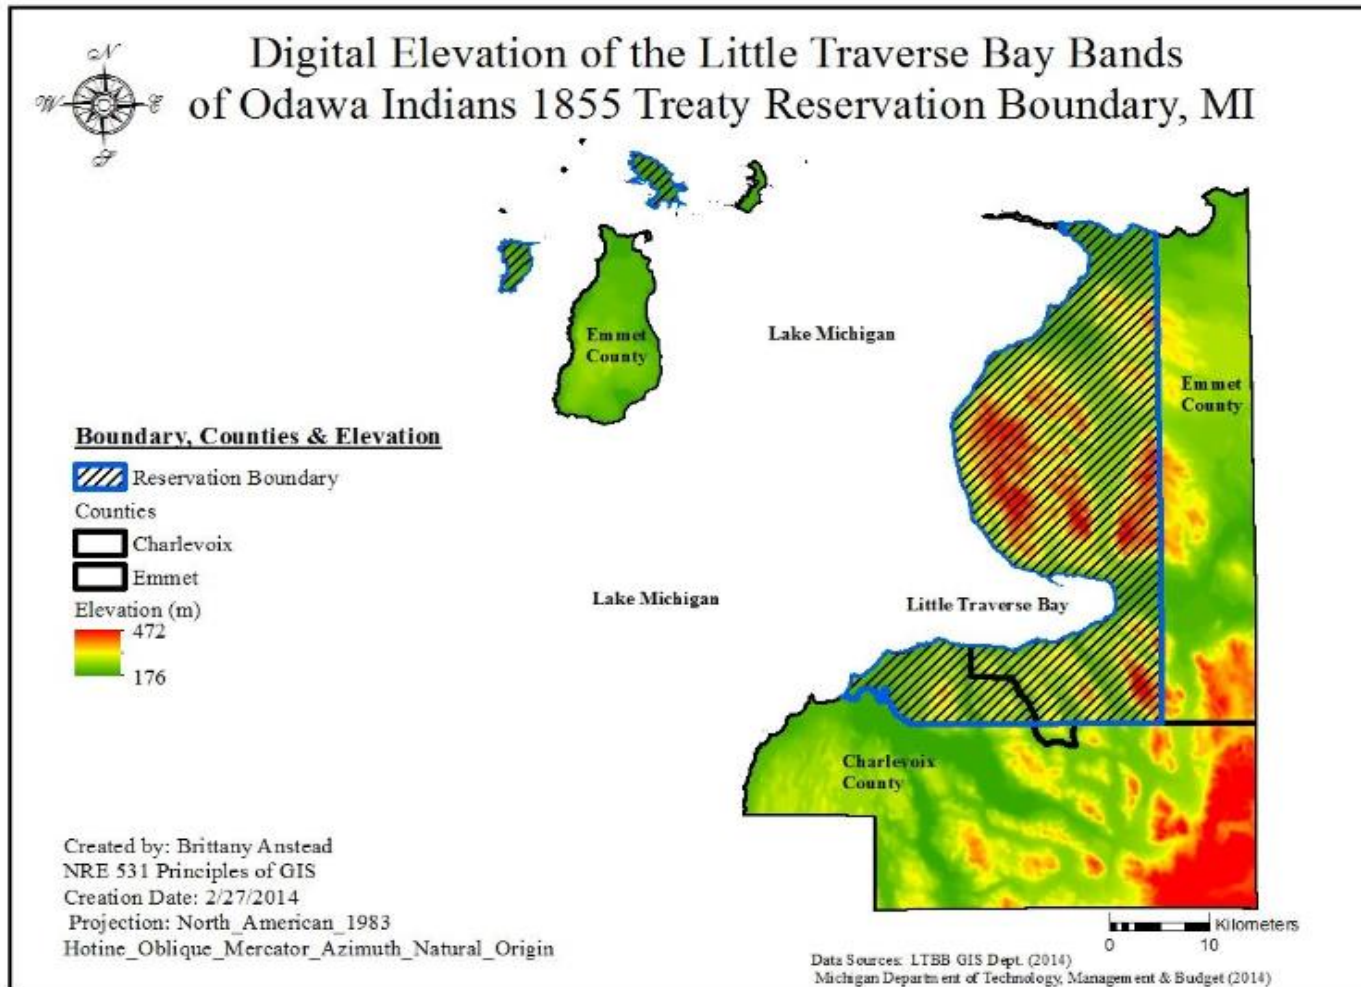 Digital Elevation of the Little Traverse Bay Bands
of Odawa Indians 1855 Treaty Reservation Boundary, MI
N
W
E
S
Lake Michigan
Emmet
County
Emmet
County
Boundary, Counties & Elevation
Reservation Boundary
Counties
Charlevoix
Emmet
Elevation (m)
472
176
Lake Michigan
Little Traverse Bay
Charlevoix
County
Created by: Brittany Anstead
NRE 531 Principles of GIS
Creation Date: 2/27/2014
Projection: North_American_1983
Hotine_Oblique_Mercator_Azimuth_Natural_Origin
Kilometers
0 10
Data Sources: LTBB GIS Dept. (2014)
Michigan Department of Technology, Management & Budget (2014)